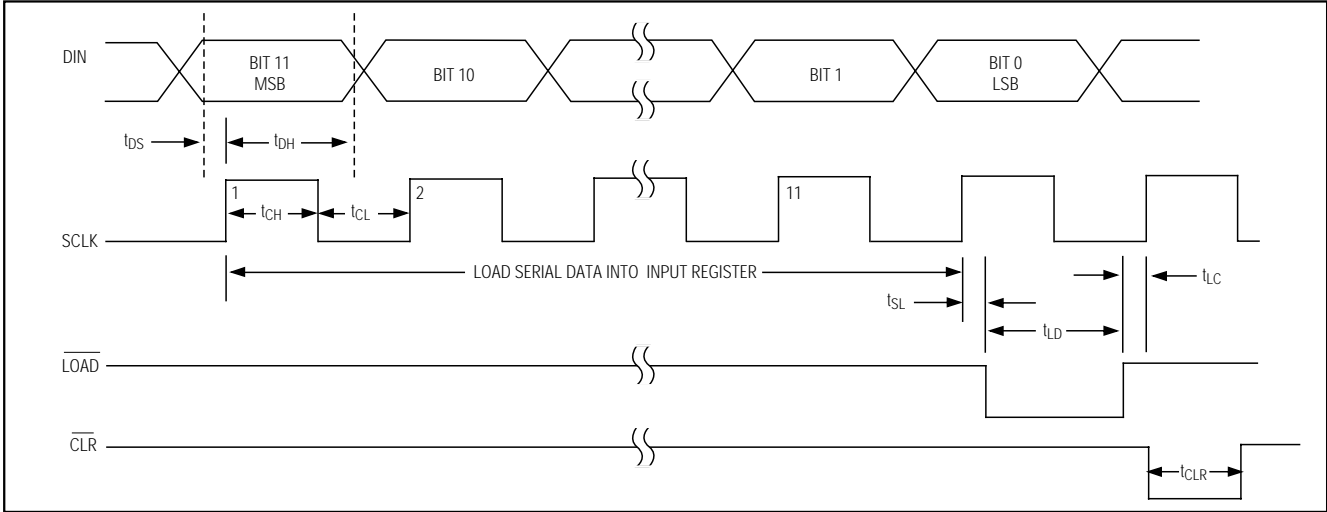 DIN
BIT 11
MSB
BIT 10
BIT 1
BIT 0
LSB
tDS
tDH
1
2
11
tCH
tCL
SCLK
LOAD SERIAL DATA INTO INPUT REGISTER
tLC
tSL
tLD
LOAD
CLR
tCLR